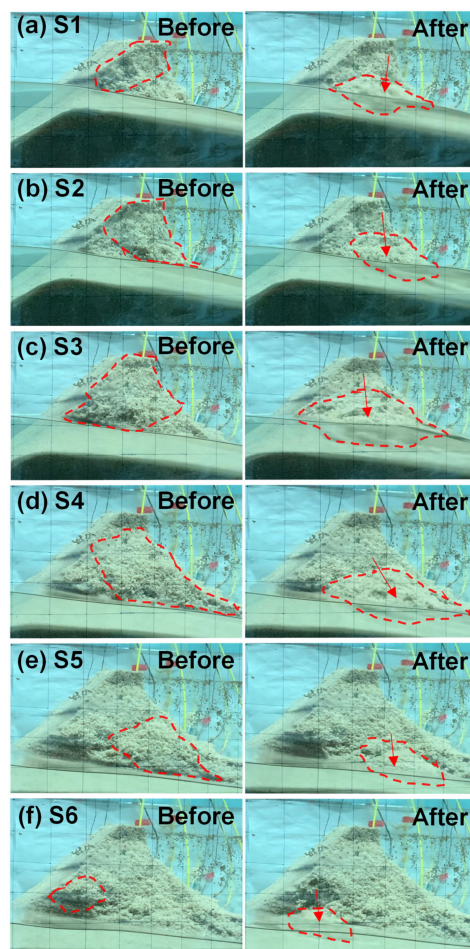 (a) S1 Before After
(b) S2 Before After
(c) S3 Before After
(d) S4 Before After
(e) S5 Before After
(f) S6 Before After